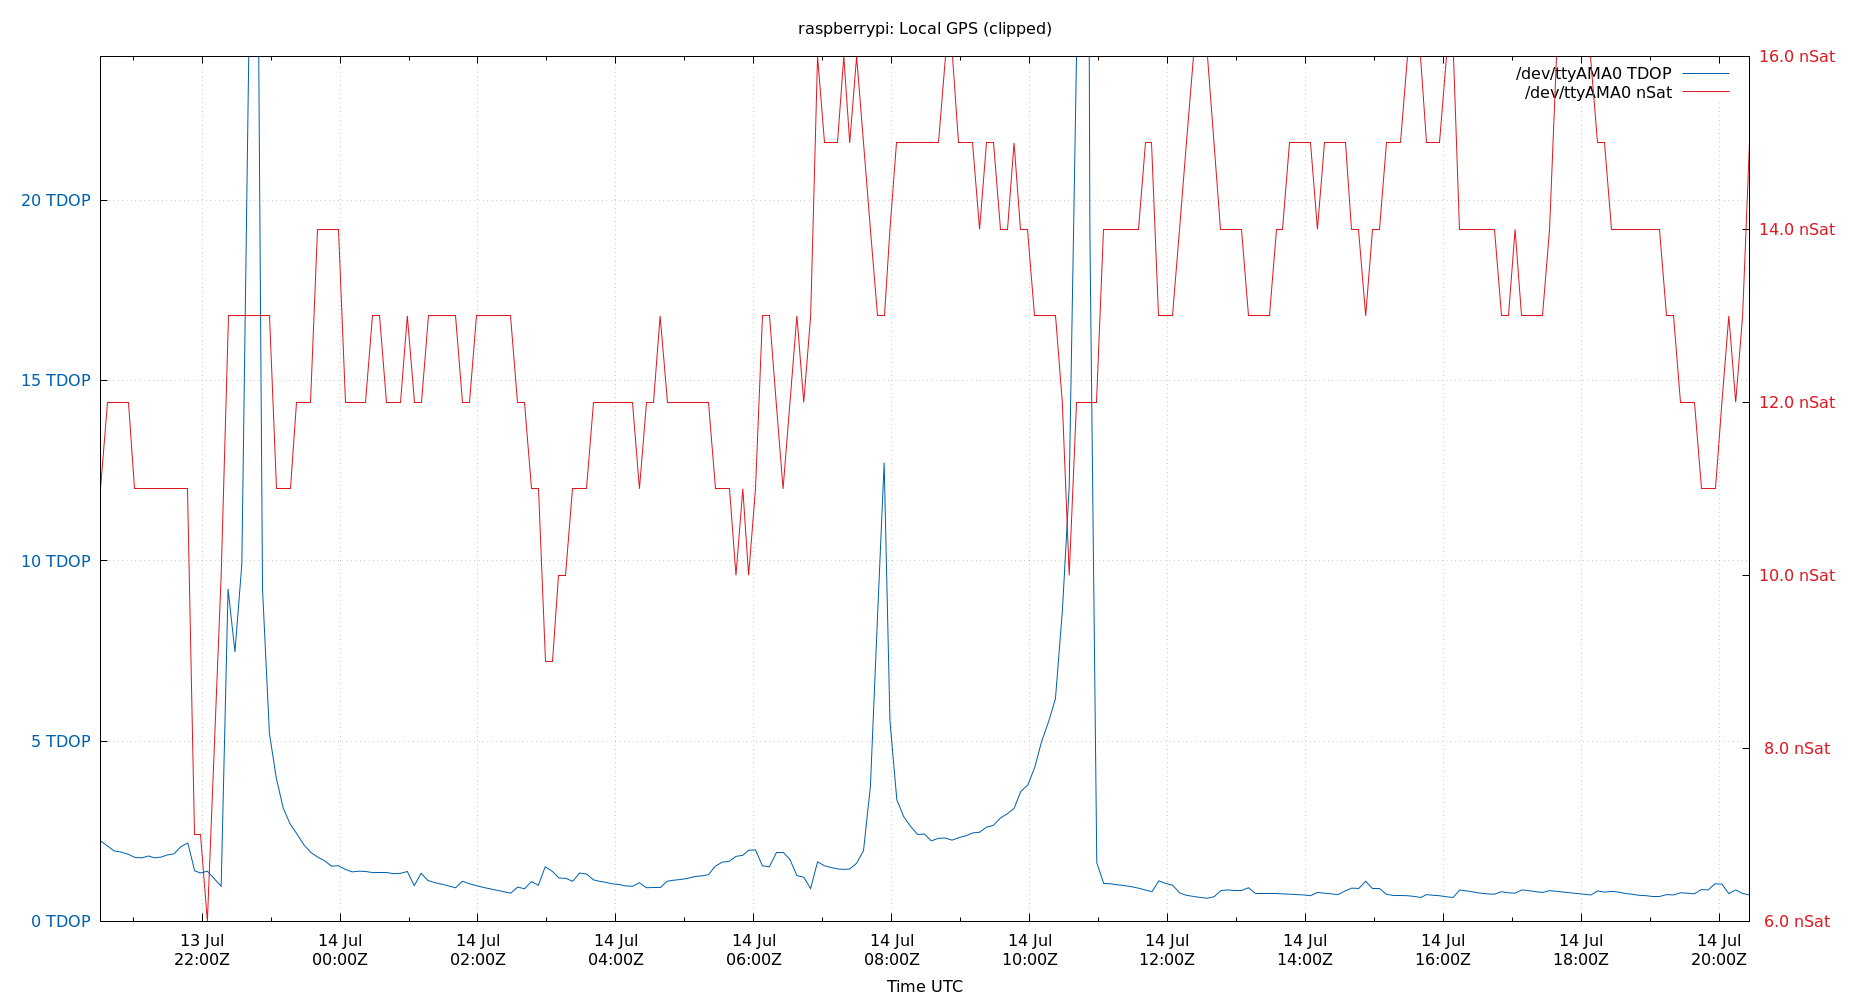 raspberrypi: Local GPS (clipped)
16.0 nSat
/dev/ttyAMA0 TDOP
/dev/ttyAMA0 nSat
20 TDOP
14.0 nSat
15 TDOP
12.0 nSat
10 TDOP
10.0 nSat
5 TDOP
8.0 nSat
0 TDOP
6.0 nSat
13 Jul 14 Jul 14 Jul 14 Jul 14 Jul 14 Jul 14 Jul 14 Jul 14 Jul 14 Jul 14 Jul 14 Jul
22:00Z 00:00Z 02:00Z 04:00Z 06:00Z 08:00Z 10:00Z 12:00Z 14:00Z 16:00Z 18:00Z 20:00Z
Time UTC